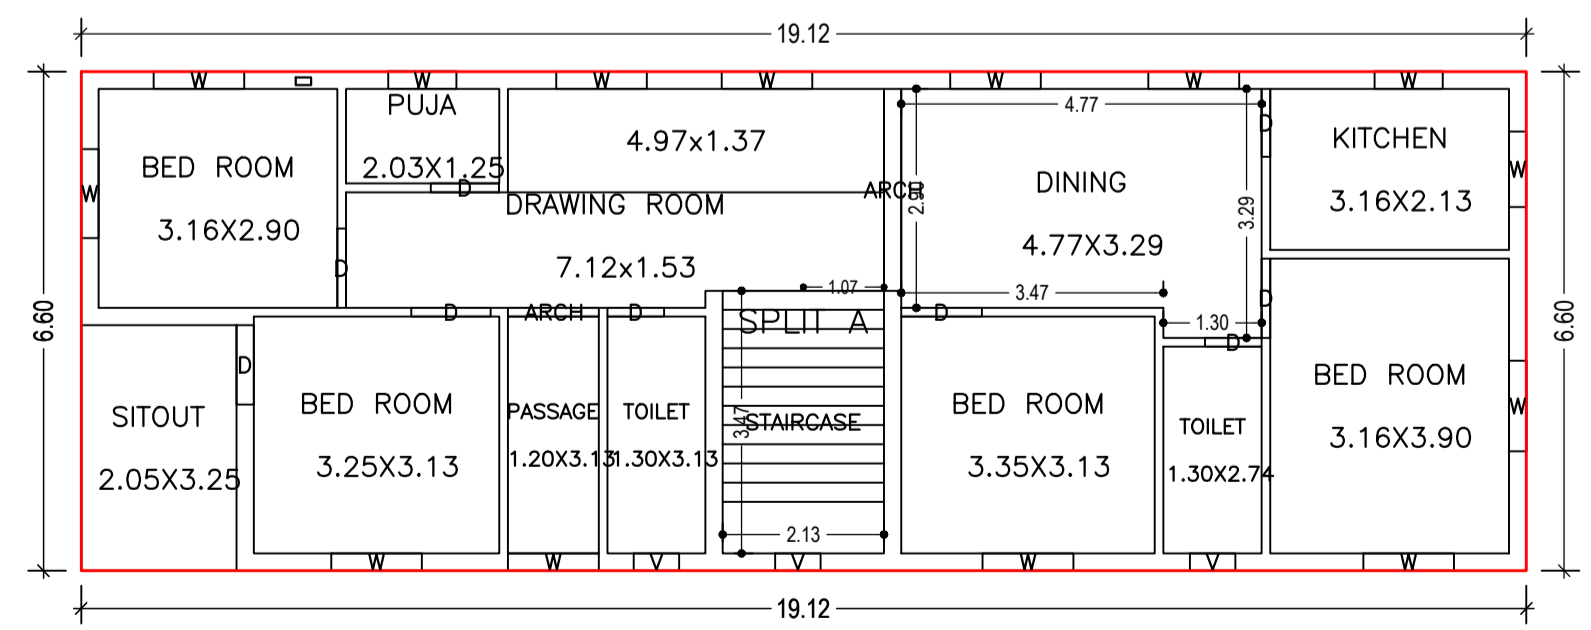 19.12
W
W
W
W
W
W
W
PUJA
2.03X1.25
D
BED ROOM
3.16X2.90
W
D
4.97x1.37
DRAWING ROOM
7.12x1.53
ARCH
4.77
2.90
DINING
4.77X3.29
3.29
D
KITCHEN
3.16X2.13
W
6.60
6.60
1.07
3.47
1.30
D
D
ARCH
D
SPLIT A
D
D
D
SITOUT
2.05X3.25
D
BED ROOM
3.25X3.13
PASSAGE
1.20X3.13
TOILET
1.30X3.13
3.47
STAIRCASE
2.13
BED ROOM
3.35X3.13
TOILET
1.30X2.74
BED ROOM
3.16X3.90
W
W
W
V
V
W
V
W
19.12